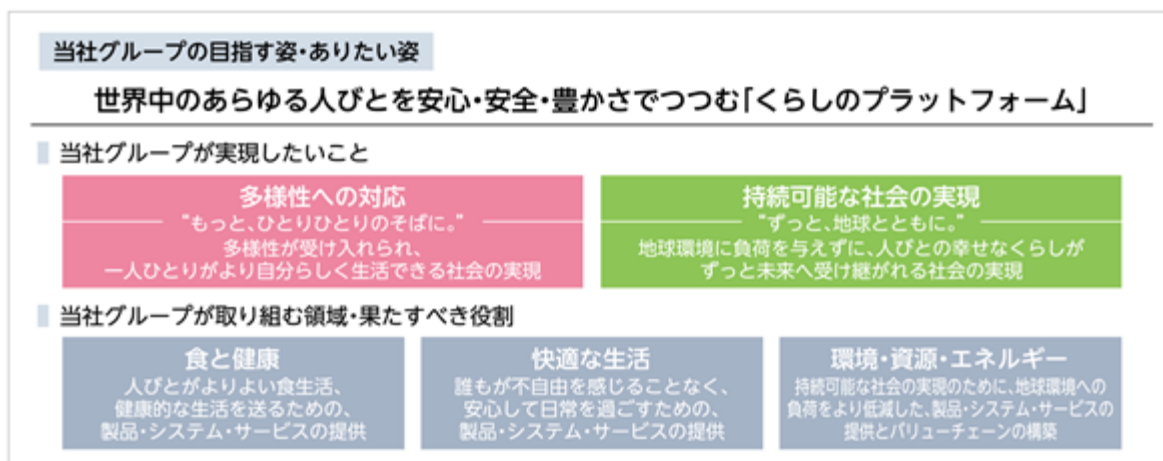 当社グループの目指す姿・ありたい姿
世界中のあらゆる人びとを安心・安全・豊かさでつつむ「くらしのプラットフォーム」
当社グループが実現したいこと
多様性への対応
“もっと、ひとりひとりのそばに。”
多様性が受け入れられ、
一人ひとりがより自分らしく生活できる社会の実現
持続可能な社会の実現
“ずっと、地球とともに。”
地球環境に負荷を与えずに、人びとの幸せなくらしが
ずっと未来へ受け継がれる社会の実現
当社グループが取り組む領域・果たすべき役割
食と健康
人びとがよりよい食生活、
健康的な生活を送るための、
製品・システム・サービスの提供
快適な生活
誰もが不自由を感じることなく、
安心して日常を過ごすための、
製品・システム・サービスの提供
環境・資源・エネルギー
持続可能な社会の実現のために、地球環境への
負荷をより低減した、製品・システム・サービスの
提供とバリューチェーンの構築